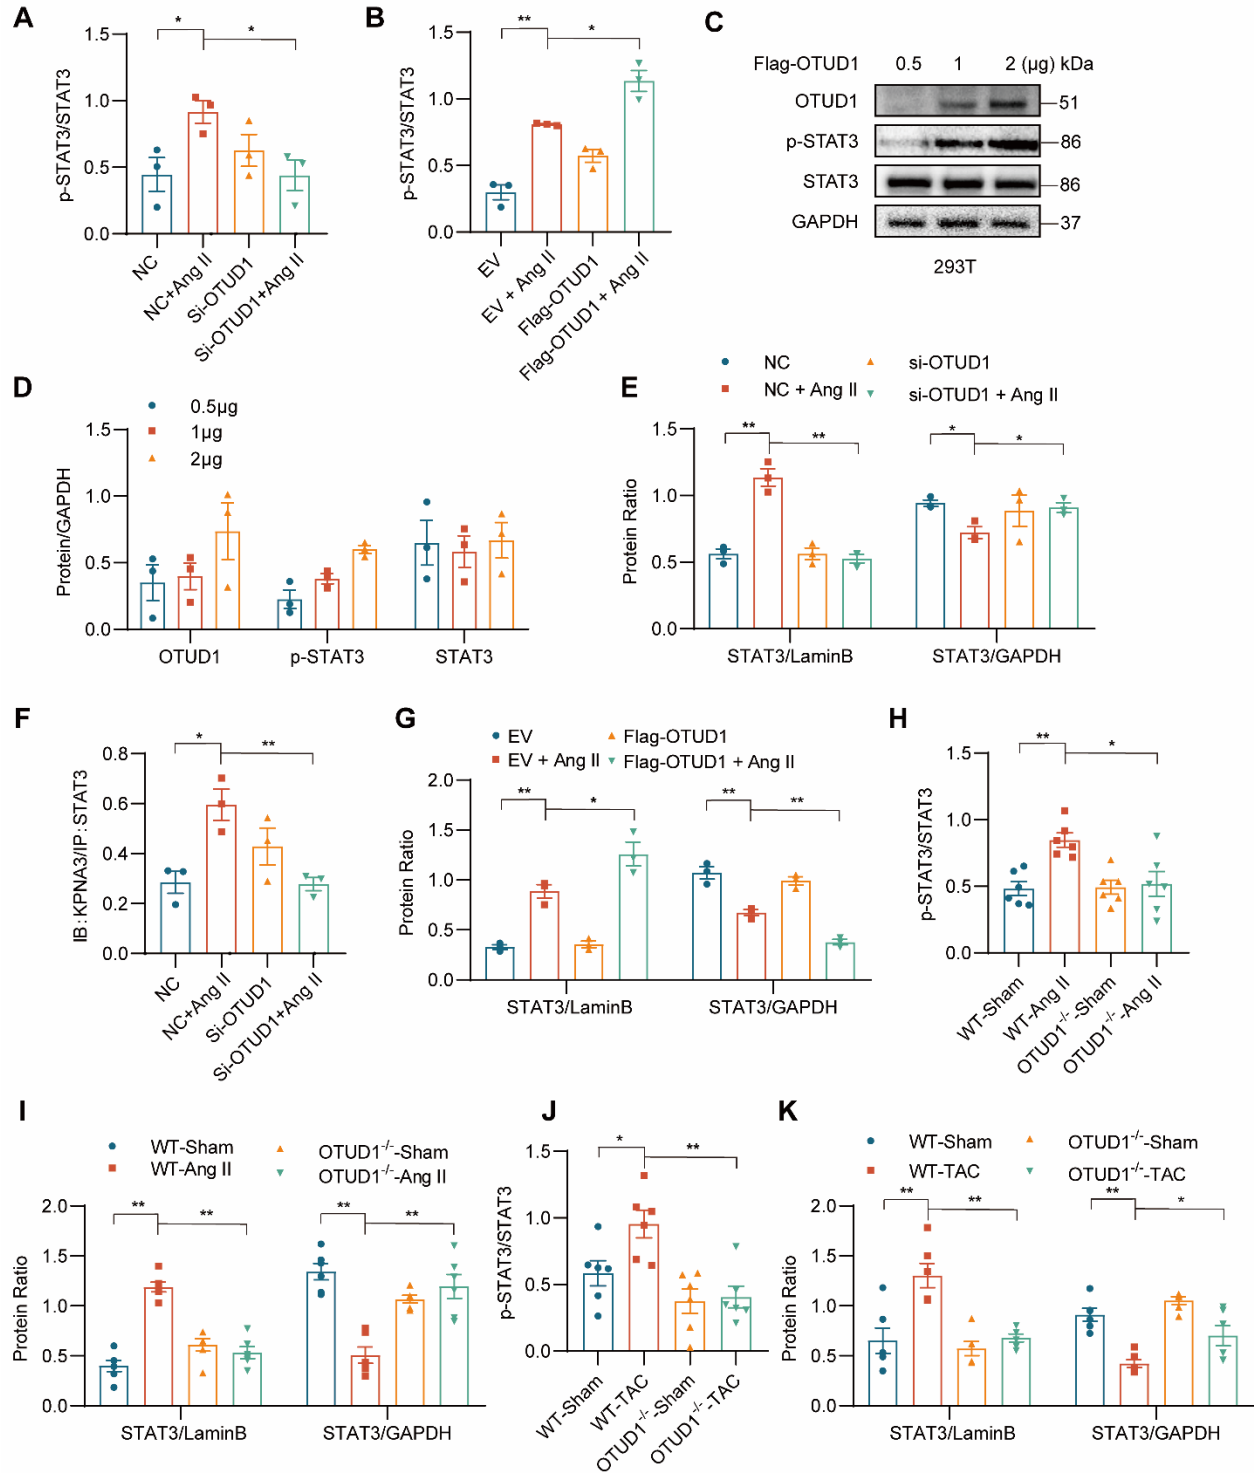 A
p-STAT3/STAT3
1.5
1.0
0.5
0.0
*
*
NC
NC+Ang II
Si-OTUD1
Si-OTUD1+Ang II
B
p-STAT3/STAT3
1.5
1.0
0.5
0.0
**
*
EV
EV + Ang II
Flag-OTUD1
Flag-OTUD1 + Ang II
C
Flag-OTUD1 0.5 1 2 (μg) kDa
OTUD1 51
p-STAT3 86
STAT3 86
GAPDH 37
293T
D
0.5μg
1μg
2μg
Protein/GAPDH
1.5
1.0
0.5
0.0
OTUD1 p-STAT3 STAT3
E
NC si-OTUD1
NC + Ang II si-OTUD1 + Ang II
Protein Ratio
1.5
1.0
0.5
0.0
** ** * *
STAT3/LaminB STAT3/GAPDH
F
IB:KPNA3/IP:STAT3
0.8
0.6
0.4
0.2
0.0
*
**
NC
NC+Ang II
Si-OTUD1
Si-OTUD1+Ang II
G
EV Flag-OTUD1
EV + Ang II Flag-OTUD1 + Ang II
Protein Ratio
2.0
1.5
1.0
0.5
0.0
** * ** **
STAT3/LaminB STAT3/GAPDH
H
p-STAT3/STAT3
1.5
1.0
0.5
0.0
**
*
WT-Sham
WT-Ang II
OTUD1-/--Sham
OTUD1-/--Ang II
I
WT-Sham OTUD1-/--Sham
WT-Ang II OTUD1-/--Ang II
Protein Ratio
2.0
1.5
1.0
0.5
0.0
** ** ** **
STAT3/LaminB STAT3/GAPDH
J
p-STAT3/STAT3
1.5
1.0
0.5
0.0
*
**
WT-Sham
WT-TAC
OTUD1-/--Sham
OTUD1-/--TAC
K
WT-Sham OTUD1-/--Sham
WT-TAC OTUD1-/--TAC
Protein Ratio
2.0
1.5
1.0
0.5
0.0
** ** ** *
STAT3/LaminB STAT3/GAPDH